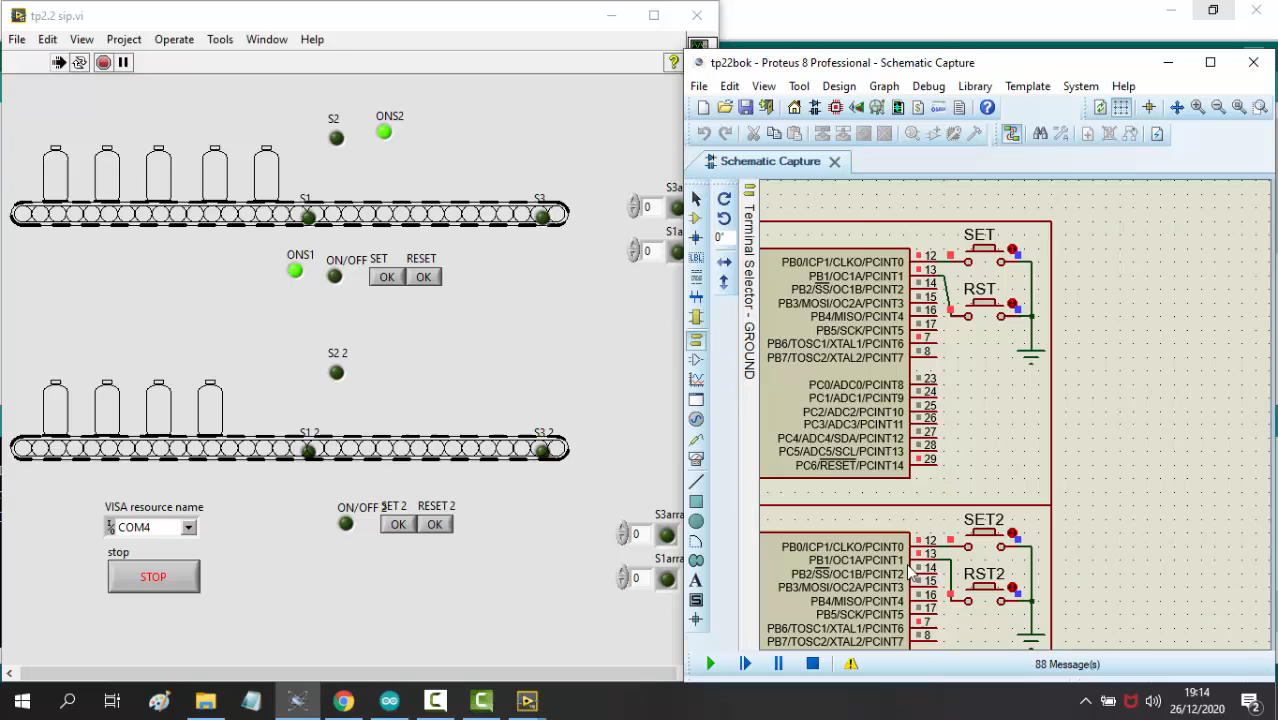 tp2.2 sip.vi
File Edit View Project Operate Tools Window Help
S2
ONS2
S1
S3
S3a
0
S1a
0
ONS1
ON/OFF SET RESET
OK OK
S2 2
S1 2
S3 2
VISA resource name
COM4
stop
STOP
ON/OFF 2 SET 2 RESET 2
OK OK
S3arra
0
S1arra
0
tp22bok - Proteus 8 Professional - Schematic Capture
File Edit View Tool Design Graph Debug Library Template System Help
Schematic Capture
Terminal Selector - GROUND
0°
LBL
A
SET
PB0/ICP1/CLKO/PCINT0 12
PB1/OC1A/PCINT1 13
PB2/SS/OC1B/PCINT2 14
PB3/MOSI/OC2A/PCINT3 15
PB4/MISO/PCINT4 16
PB5/SCK/PCINT5 17
PB6/TOSC1/XTAL1/PCINT6 7
PB7/TOSC2/XTAL2/PCINT7 8
RST
PC0/ADC0/PCINT8 23
PC1/ADC1/PCINT9 24
PC2/ADC2/PCINT10 25
PC3/ADC3/PCINT11 26
PC4/ADC4/SDA/PCINT12 27
PC5/ADC5/SCL/PCINT13 28
PC6/RESET/PCINT14 29
SET2
PB0/ICP1/CLKO/PCINT0 12
PB1/OC1A/PCINT1 13
PB2/SS/OC1B/PCINT2 14
PB3/MOSI/OC2A/PCINT3 15
PB4/MISO/PCINT4 16
PB5/SCK/PCINT5 17
PB6/TOSC1/XTAL1/PCINT6 7
PB7/TOSC2/XTAL2/PCINT7 8
RST2
88 Message(s)
19:14
26/12/2020
2